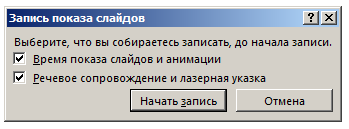 Запись показа слайдов
Выберите, что вы собираетесь записать, до начала записи.
Время показа слайдов и анимации
Речевое сопровождение и лазерная указка
Начать запись Отмена